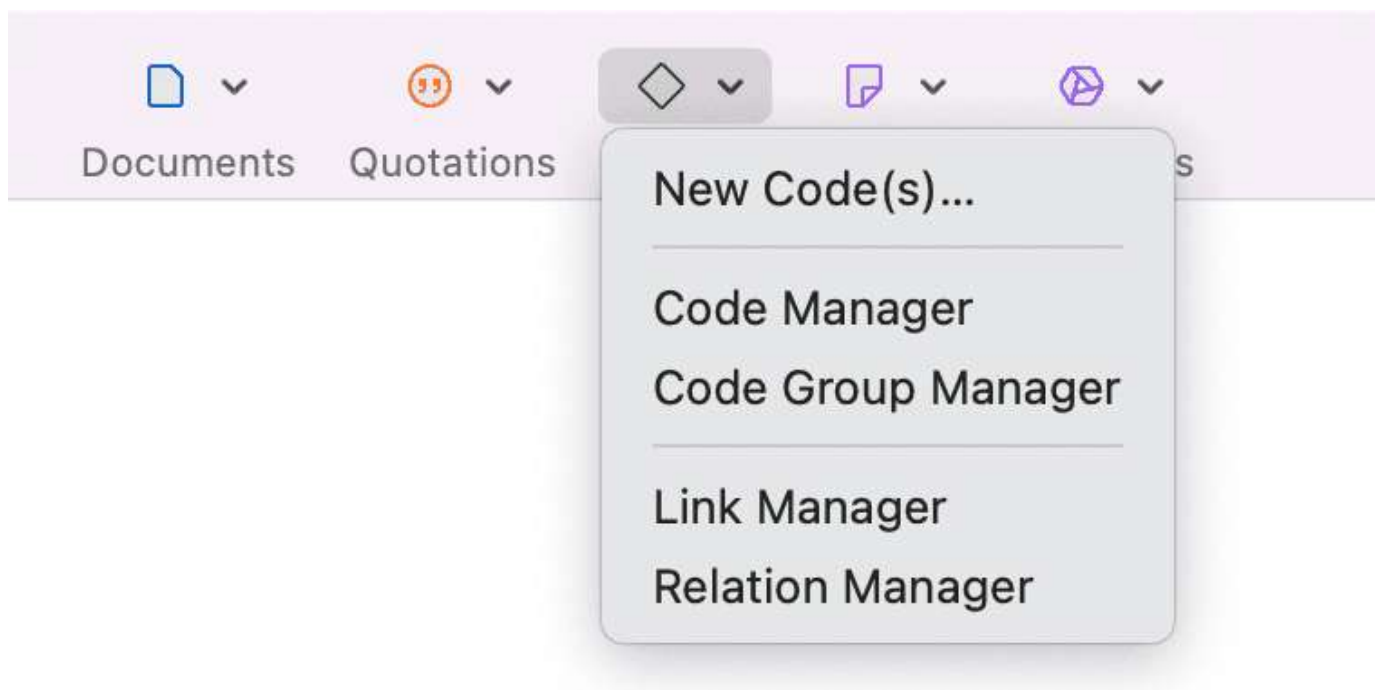 Documents
Quotations
s
New Code(s)...
Code Manager
Code Group Manager
Link Manager
Relation Manager